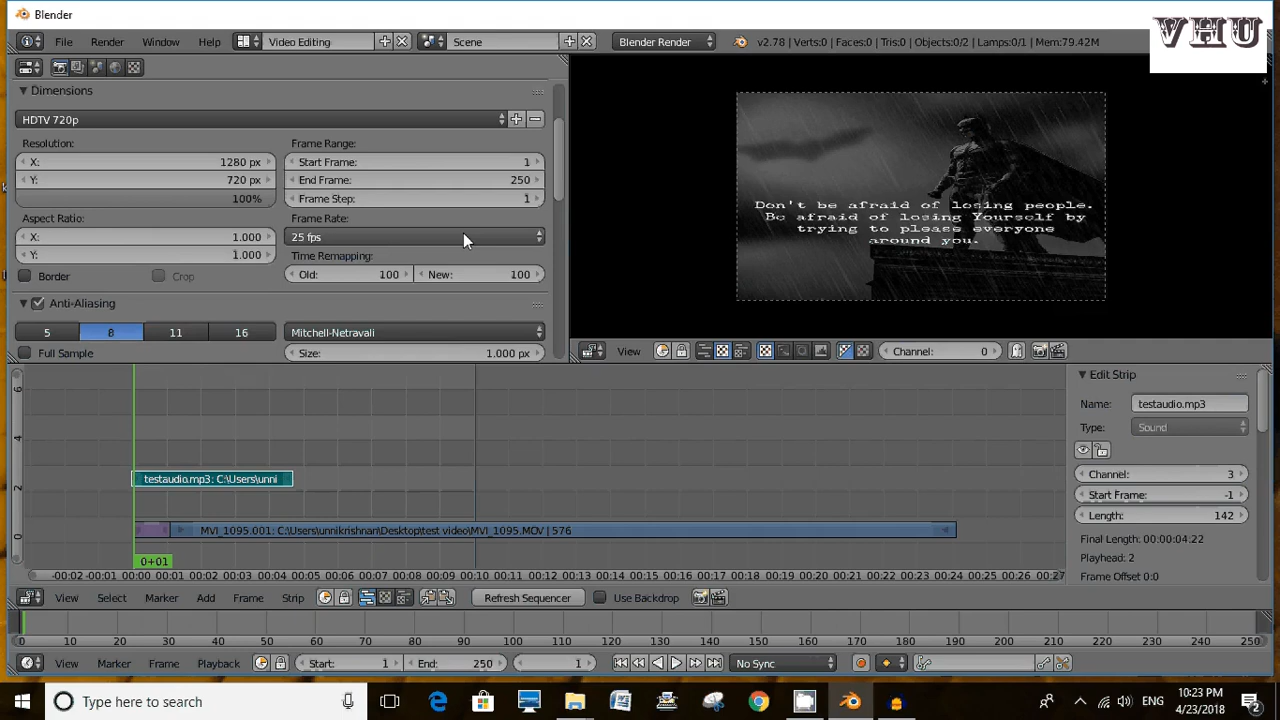 Blender
VHU
File Render Window Help Video Editing Scene Blender Render v2.78 | Verts:0 | Faces:0 | Tris:0 | Objects:0/2 | Lamps:0/1 | Mem:79.42M
Dimensions
HDTV 720p
Resolution: Frame Range:
X: 1280 px Start Frame: 1
Y: 720 px End Frame: 250
100% Frame Step: 1
Aspect Ratio: Frame Rate:
X: 1.000 25 fps
Y: 1.000 Time Remapping:
Border Crop Old: 100 New: 100
Anti-Aliasing
5 8 11 16 Mitchell-Netravali
Full Sample Size: 1.000 px
Don't be afraid of losing people.
Be afraid of losing Yourself by
trying to please everyone
around you.
View Channel: 0
6
4
2
0
testaudio.mp3: C:\Users\unni
MVI_1095.001: C:\Users\unnikrishnan\Desktop\test video\MVI_1095.MOV | 576
0+01
-00:02 -00:01 00:00 00:01 00:02 00:03 00:04 00:05 00:06 00:07 00:08 00:09 00:10 00:12 00:13 00:14 00:15 00:16 00:17 00:18 00:19 00:20 00:21 00:22 00:23 00:24 00:25 00:26 00:27
Edit Strip
Name: testaudio.mp3
Type: Sound
Channel: 3
Start Frame: -1
Length: 142
Final Length: 00:00:04.22
Playhead: 2
Frame Offset 0:0
View Select Marker Add Frame Strip Refresh Sequencer Use Backdrop
0 10 20 30 40 50 60 70 80 90 100 110 120 130 140 150 160 170 180 190 200 210 220 230 240 250
View Marker Frame Playback Start: 1 End: 250 1 No Sync
Type here to search
ENG
10:23 PM
4/23/2018
2